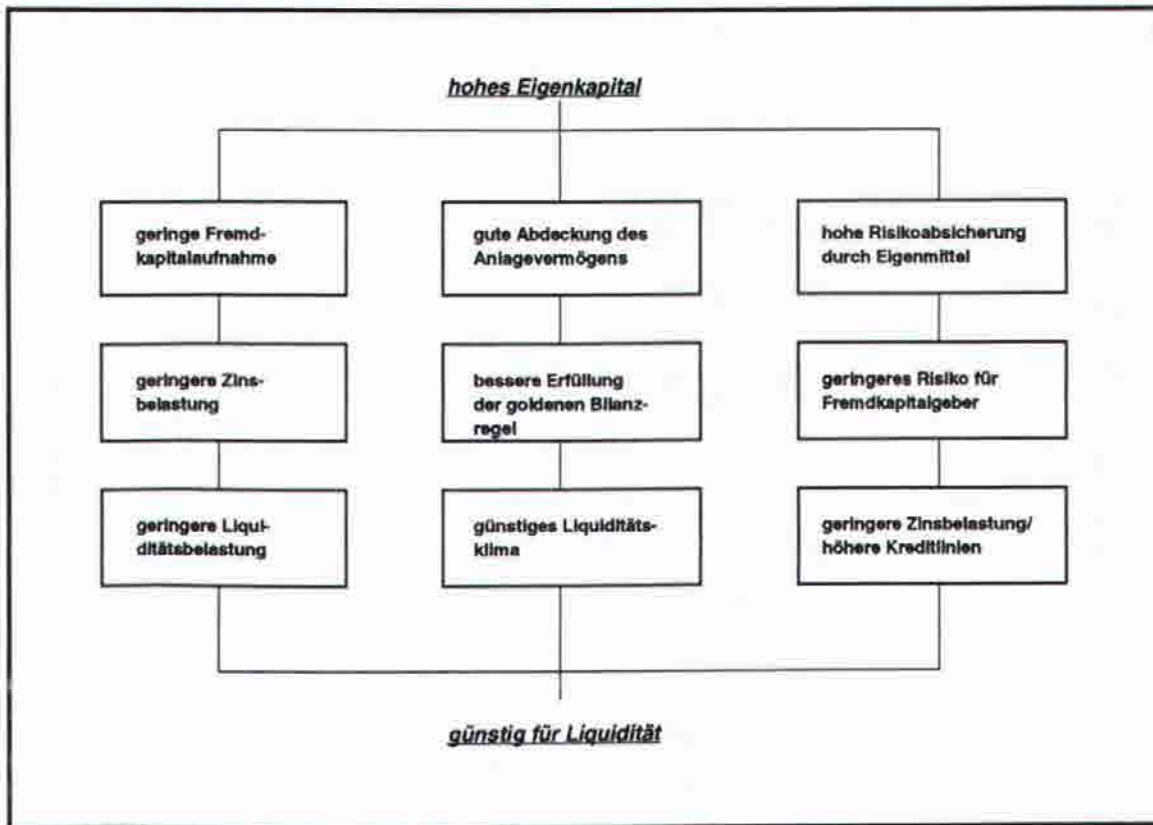 hohes Eigenkapital
geringe Fremd-
kapitalaufnahme
gute Abdeckung des
Anlagevermögens
hohe Risikoabsicherung
durch Eigenmittel
geringere Zins-
belastung
bessere Erfüllung
der goldenen Bilanz-
regel
geringeres Risiko für
Fremdkapitalgeber
geringere Liqui-
ditätsbelastung
günstiges Liquiditäts-
klima
geringere Zinsbelastung/
höhere Kreditlinien
günstig für Liquidität